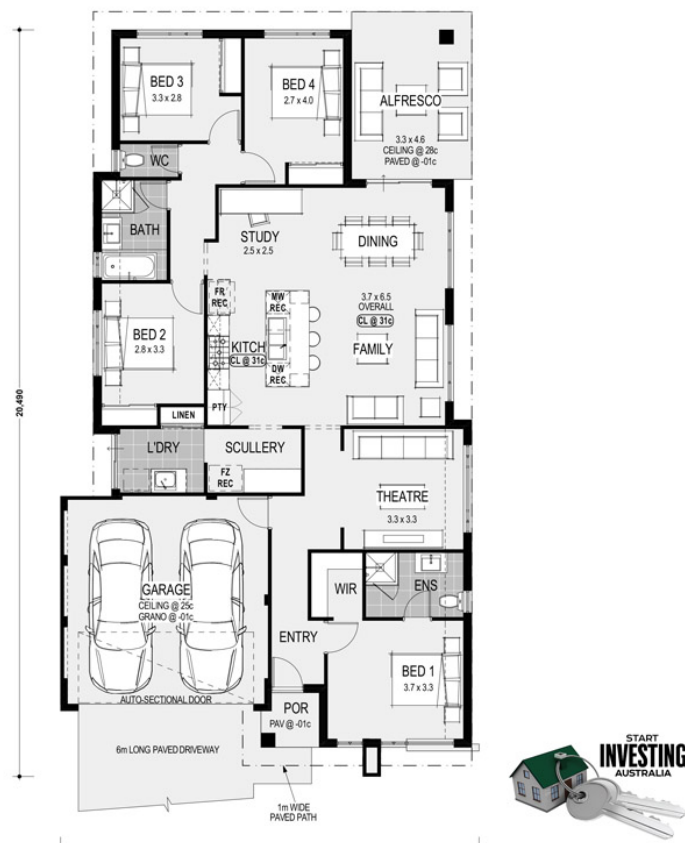 BED 3
3.3 x 2.8
BED 4
2.7 x 4.0
ALFRESCO
3.3 x 4.6
CEILING @ 28c
PAVED @ -01c
WC
BATH
STUDY
2.5 x 2.5
DINING
FR
REC
MW
REC
3.7 x 6.5
OVERALL
CL @ 31c
FAMILY
BED 2
2.8 x 3.3
KITCH
CL @ 31c
DW
REC
PTY
LINEN
20,490
L'DRY
SCULLERY
FZ
REC
THEATRE
3.3 x 3.3
GARAGE
CEILING @ 25c
GRANO @ -01c
WIR
ENS
ENTRY
BED 1
3.7 x 3.3
AUTO-SECTIONAL DOOR
POR
PAV @ -01c
6m LONG PAVED DRIVEWAY
1m WIDE
PAVED PATH
START
INVESTING
AUSTRALIA